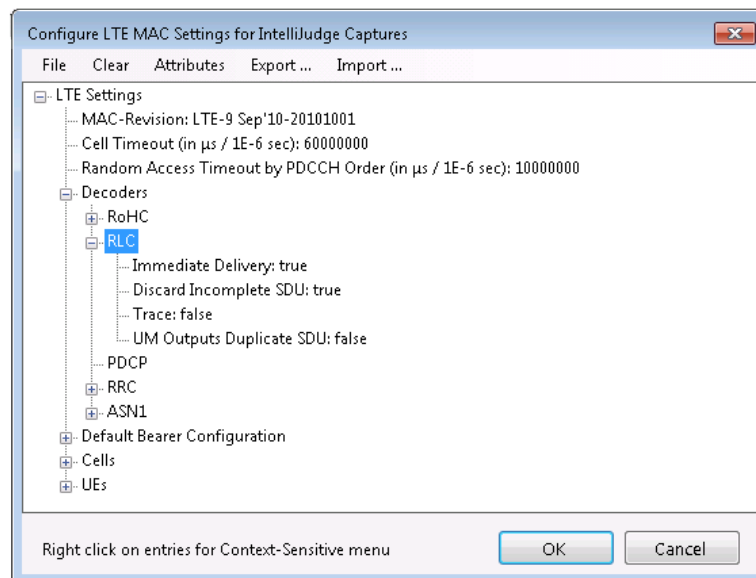 Configure LTE MAC Settings for IntelliJudge Captures
File Clear Attributes Export ... Import ...
LTE Settings
MAC-Revision: LTE-9 Sep'10-20101001
Cell Timeout (in µs / 1E-6 sec): 60000000
Random Access Timeout by PDCCH Order (in µs / 1E-6 sec): 10000000
Decoders
RoHC
RLC
Immediate Delivery: true
Discard Incomplete SDU: true
Trace: false
UM Outputs Duplicate SDU: false
PDCP
RRC
ASN1
Default Bearer Configuration
Cells
UEs
Right click on entries for Context-Sensitive menu OK Cancel